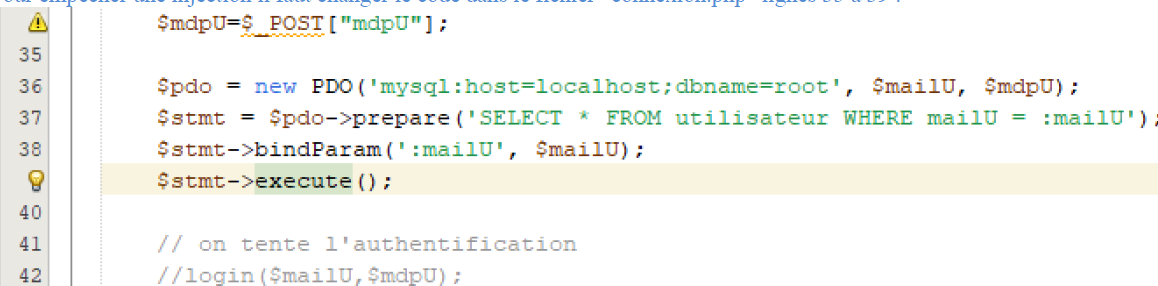 $mdpU=$_POST["mdpU"];
35
36 $pdo = new PDO('mysql:host=localhost;dbname=root', $mailU, $mdpU);
37 $stmt = $pdo->prepare('SELECT * FROM utilisateur WHERE mailU = :mailU');
38 $stmt->bindParam(':mailU', $mailU);
$stmt->execute();
40
41 // on tente l'authentification
42 //login($mailU,$mdpU);